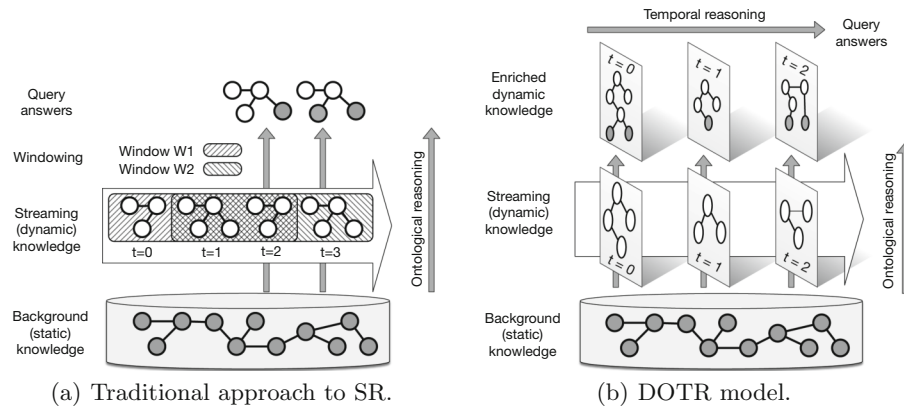 Query
answers
Windowing
Window W1
Window W2
Streaming
(dynamic)
knowledge
t=0
t=1
t=2
t=3
Background
(static)
knowledge
Ontological reasoning
(a) Traditional approach to SR.
Temporal reasoning
Query
answers
Enriched
dynamic
knowledge
t = 0
t = 1
t = 2
Streaming
(dynamic)
knowledge
t = 0
t = 1
t = 2
Background
(static)
knowledge
Ontological reasoning
(b) DOTR model.